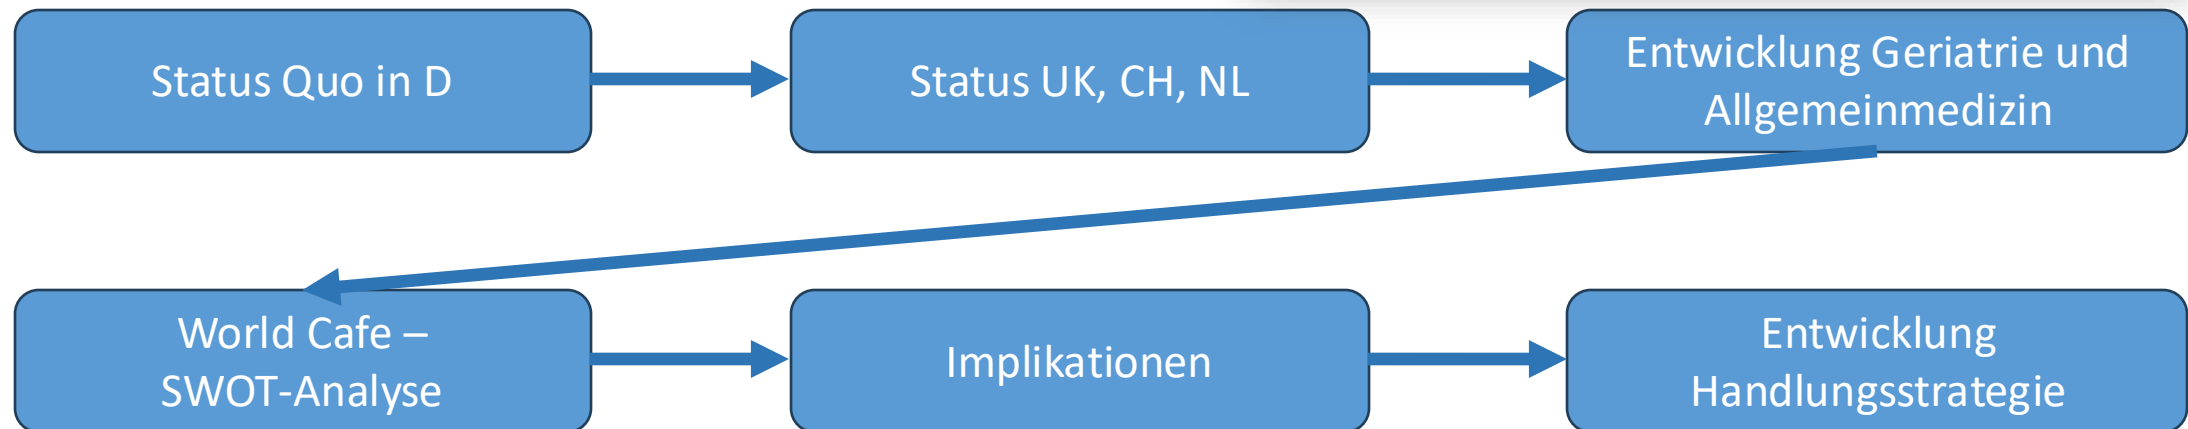 Status Quo in D
Status UK, CH, NL
Entwicklung Geriatrie und
Allgemeinmedizin
World Cafe –
SWOT-Analyse
Implikationen
Entwicklung
Handlungsstrategie